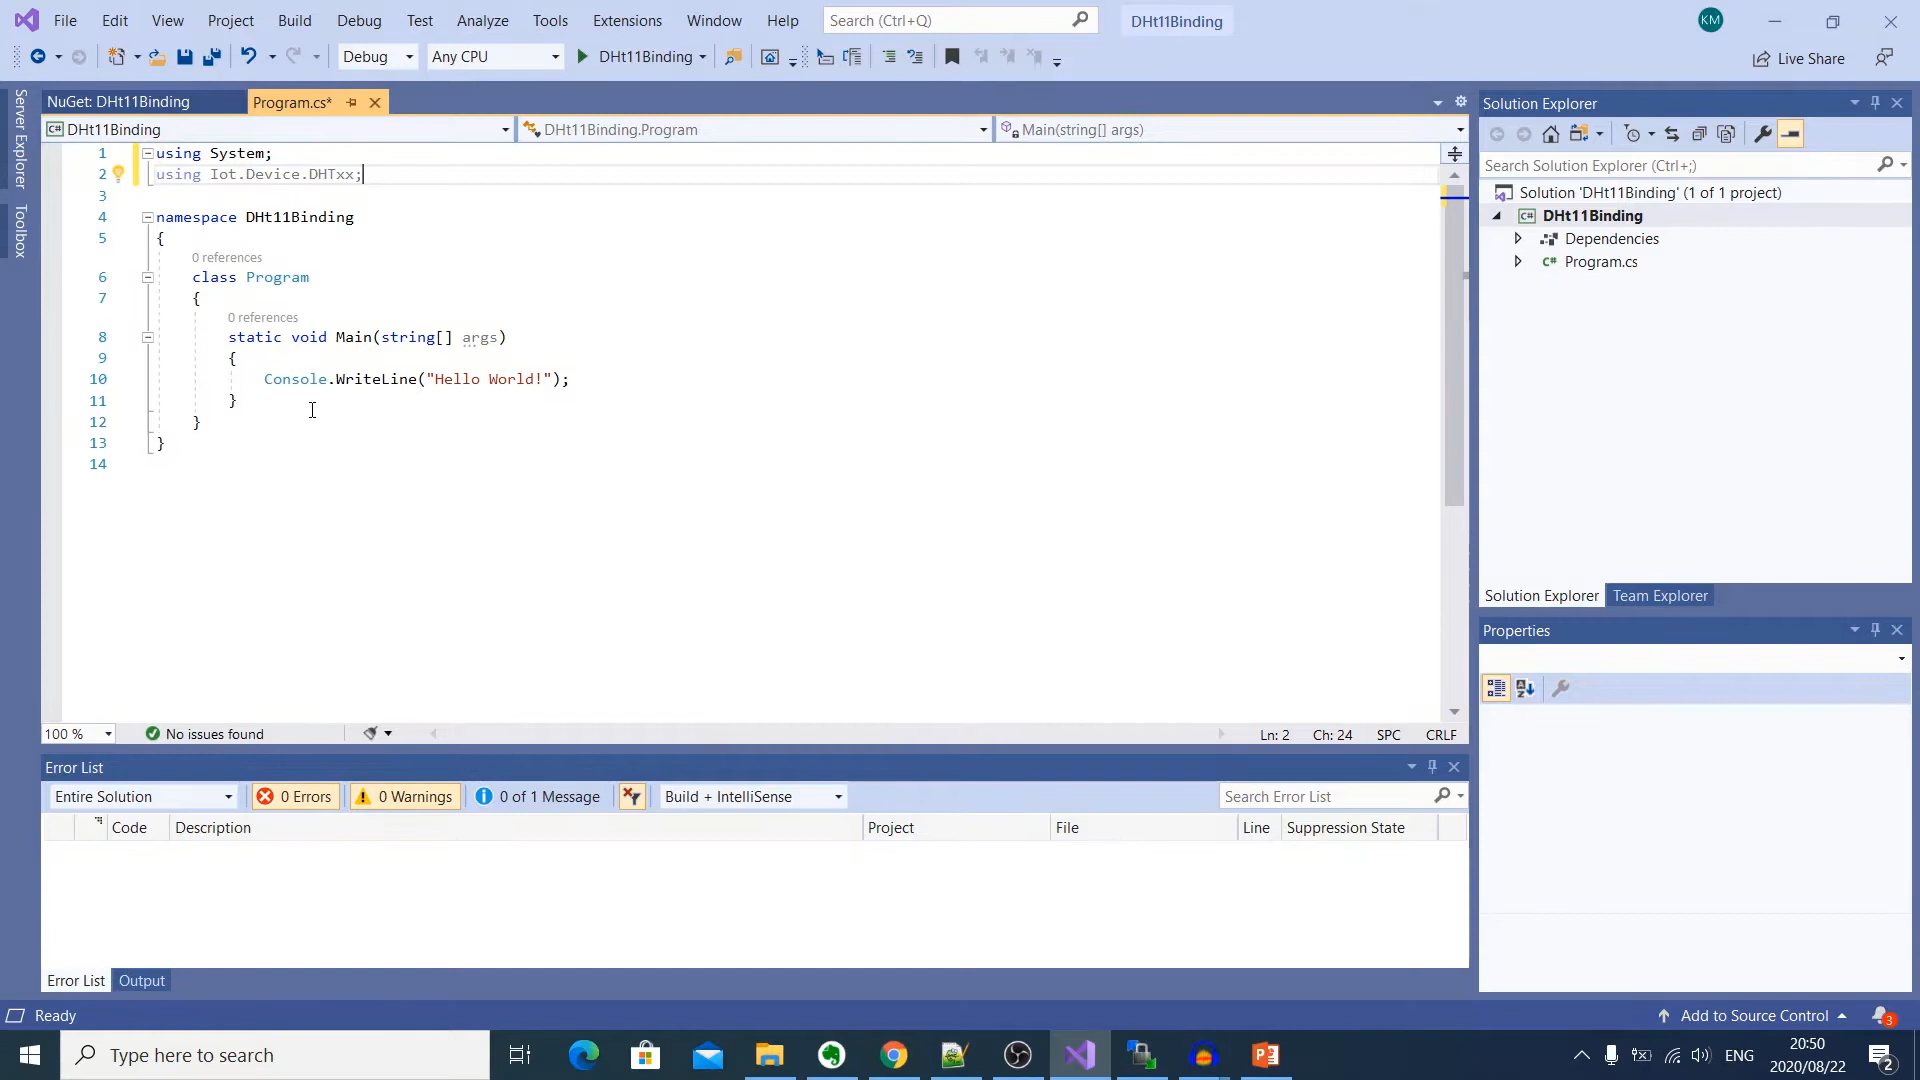 File Edit View Project Build Debug Test Analyze Tools Extensions Window Help Search (Ctrl+Q) DHt11Binding KM
Debug Any CPU DHt11Binding Live Share
Server Explorer
Toolbox
NuGet: DHt11Binding Program.cs*
C# DHt11Binding DHt11Binding.Program Main(string[] args)
1 using System;
2 using Iot.Device.DHTxx;
3
4 namespace DHt11Binding
5 {
0 references
6 class Program
7 {
0 references
8 static void Main(string[] args)
9 {
10 Console.WriteLine("Hello World!");
11 }
12 }
13 }
14
100 % No issues found Ln: 2 Ch: 24 SPC CRLF
Solution Explorer
Search Solution Explorer (Ctrl+;)
Solution 'DHt11Binding' (1 of 1 project)
C# DHt11Binding
Dependencies
C# Program.cs
Solution Explorer Team Explorer
Properties
Error List
Entire Solution 0 Errors 0 Warnings 0 of 1 Message Build + IntelliSense Search Error List
Code Description Project File Line Suppression State
Error List Output
Ready Add to Source Control 3
Type here to search ENG 20:50
2020/08/22 2